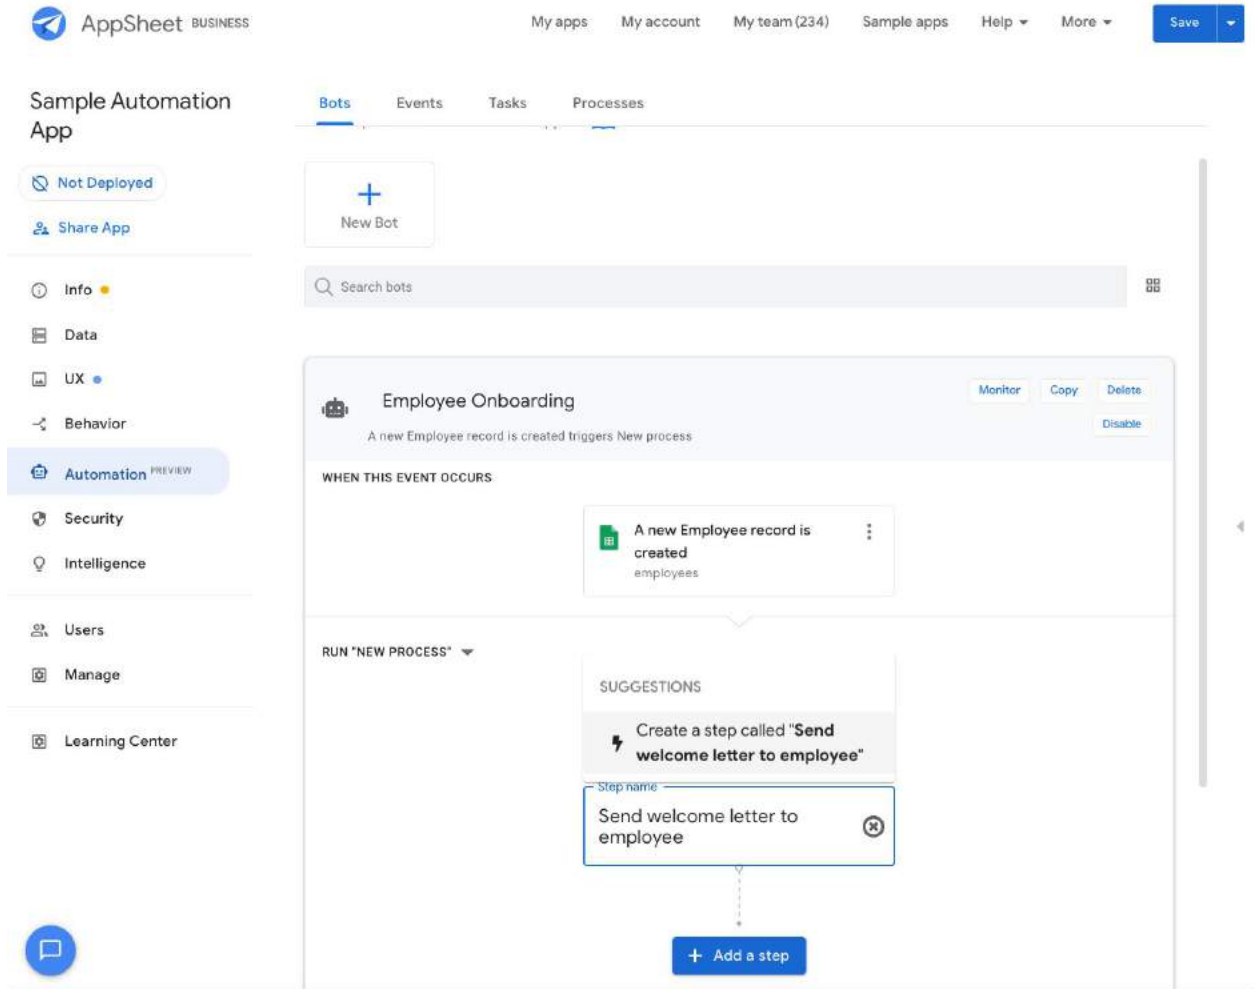 AppSheet BUSINESS
My apps My account My team (234) Sample apps Help More Save
Sample Automation
App
Not Deployed
Share App
Info
Data
UX
Behavior
Automation PREVIEW
Security
Intelligence
Users
Manage
Learning Center
Bots Events Tasks Processes
New Bot
Search bots
Employee Onboarding
A new Employee record is created triggers New process
Monitor Copy Delete
Disable
WHEN THIS EVENT OCCURS
A new Employee record is
created
employees
RUN "NEW PROCESS"
SUGGESTIONS
Create a step called "Send
welcome letter to employee"
Step name
Send welcome letter to
employee
+ Add a step